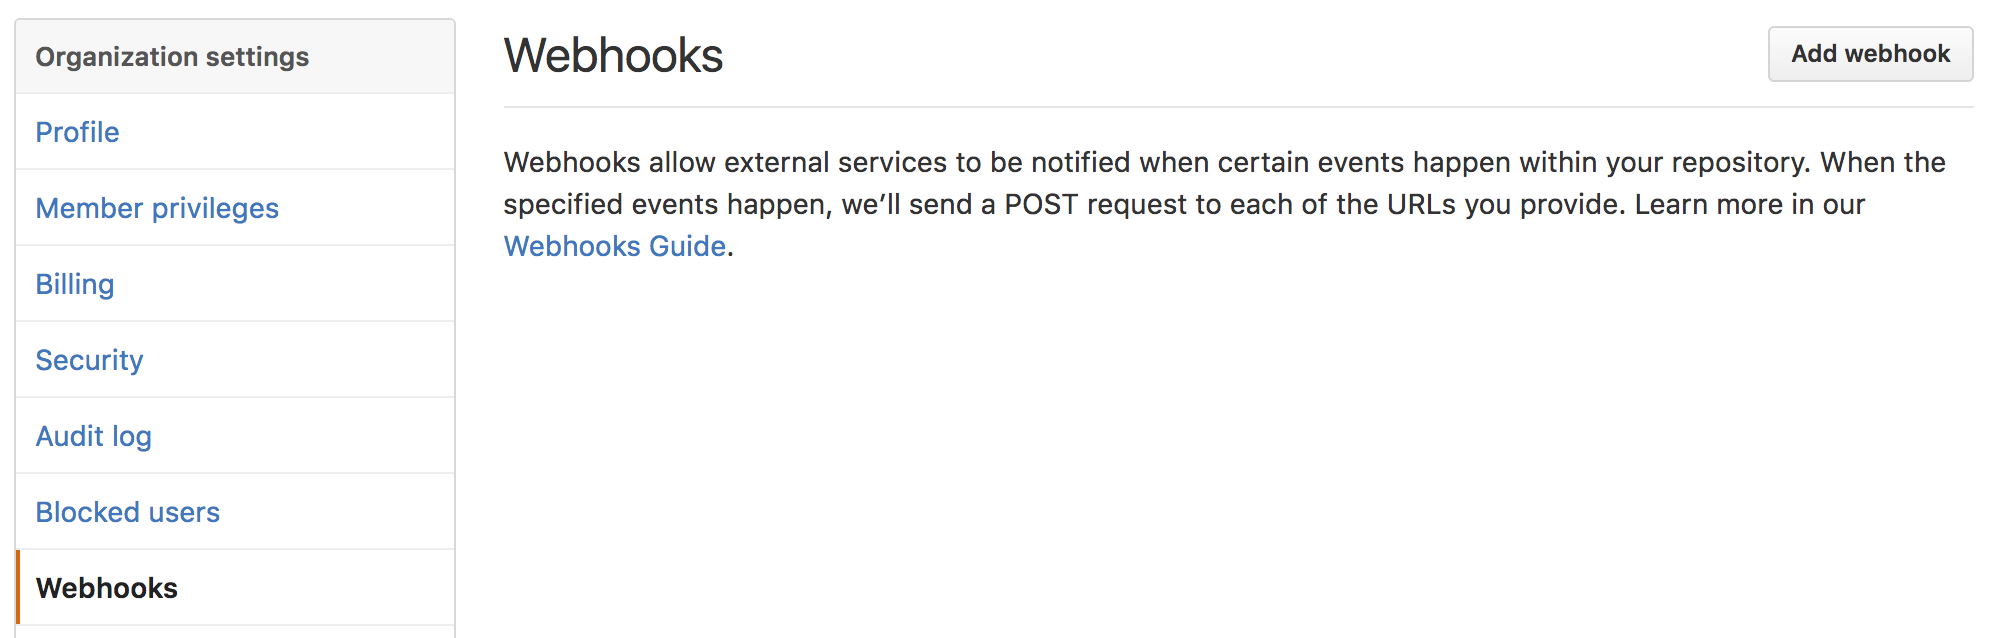 Organization settings
Profile
Member privileges
Billing
Security
Audit log
Blocked users
Webhooks
Webhooks
Add webhook
Webhooks allow external services to be notified when certain events happen within your repository. When the
specified events happen, we’ll send a POST request to each of the URLs you provide. Learn more in our
Webhooks Guide.